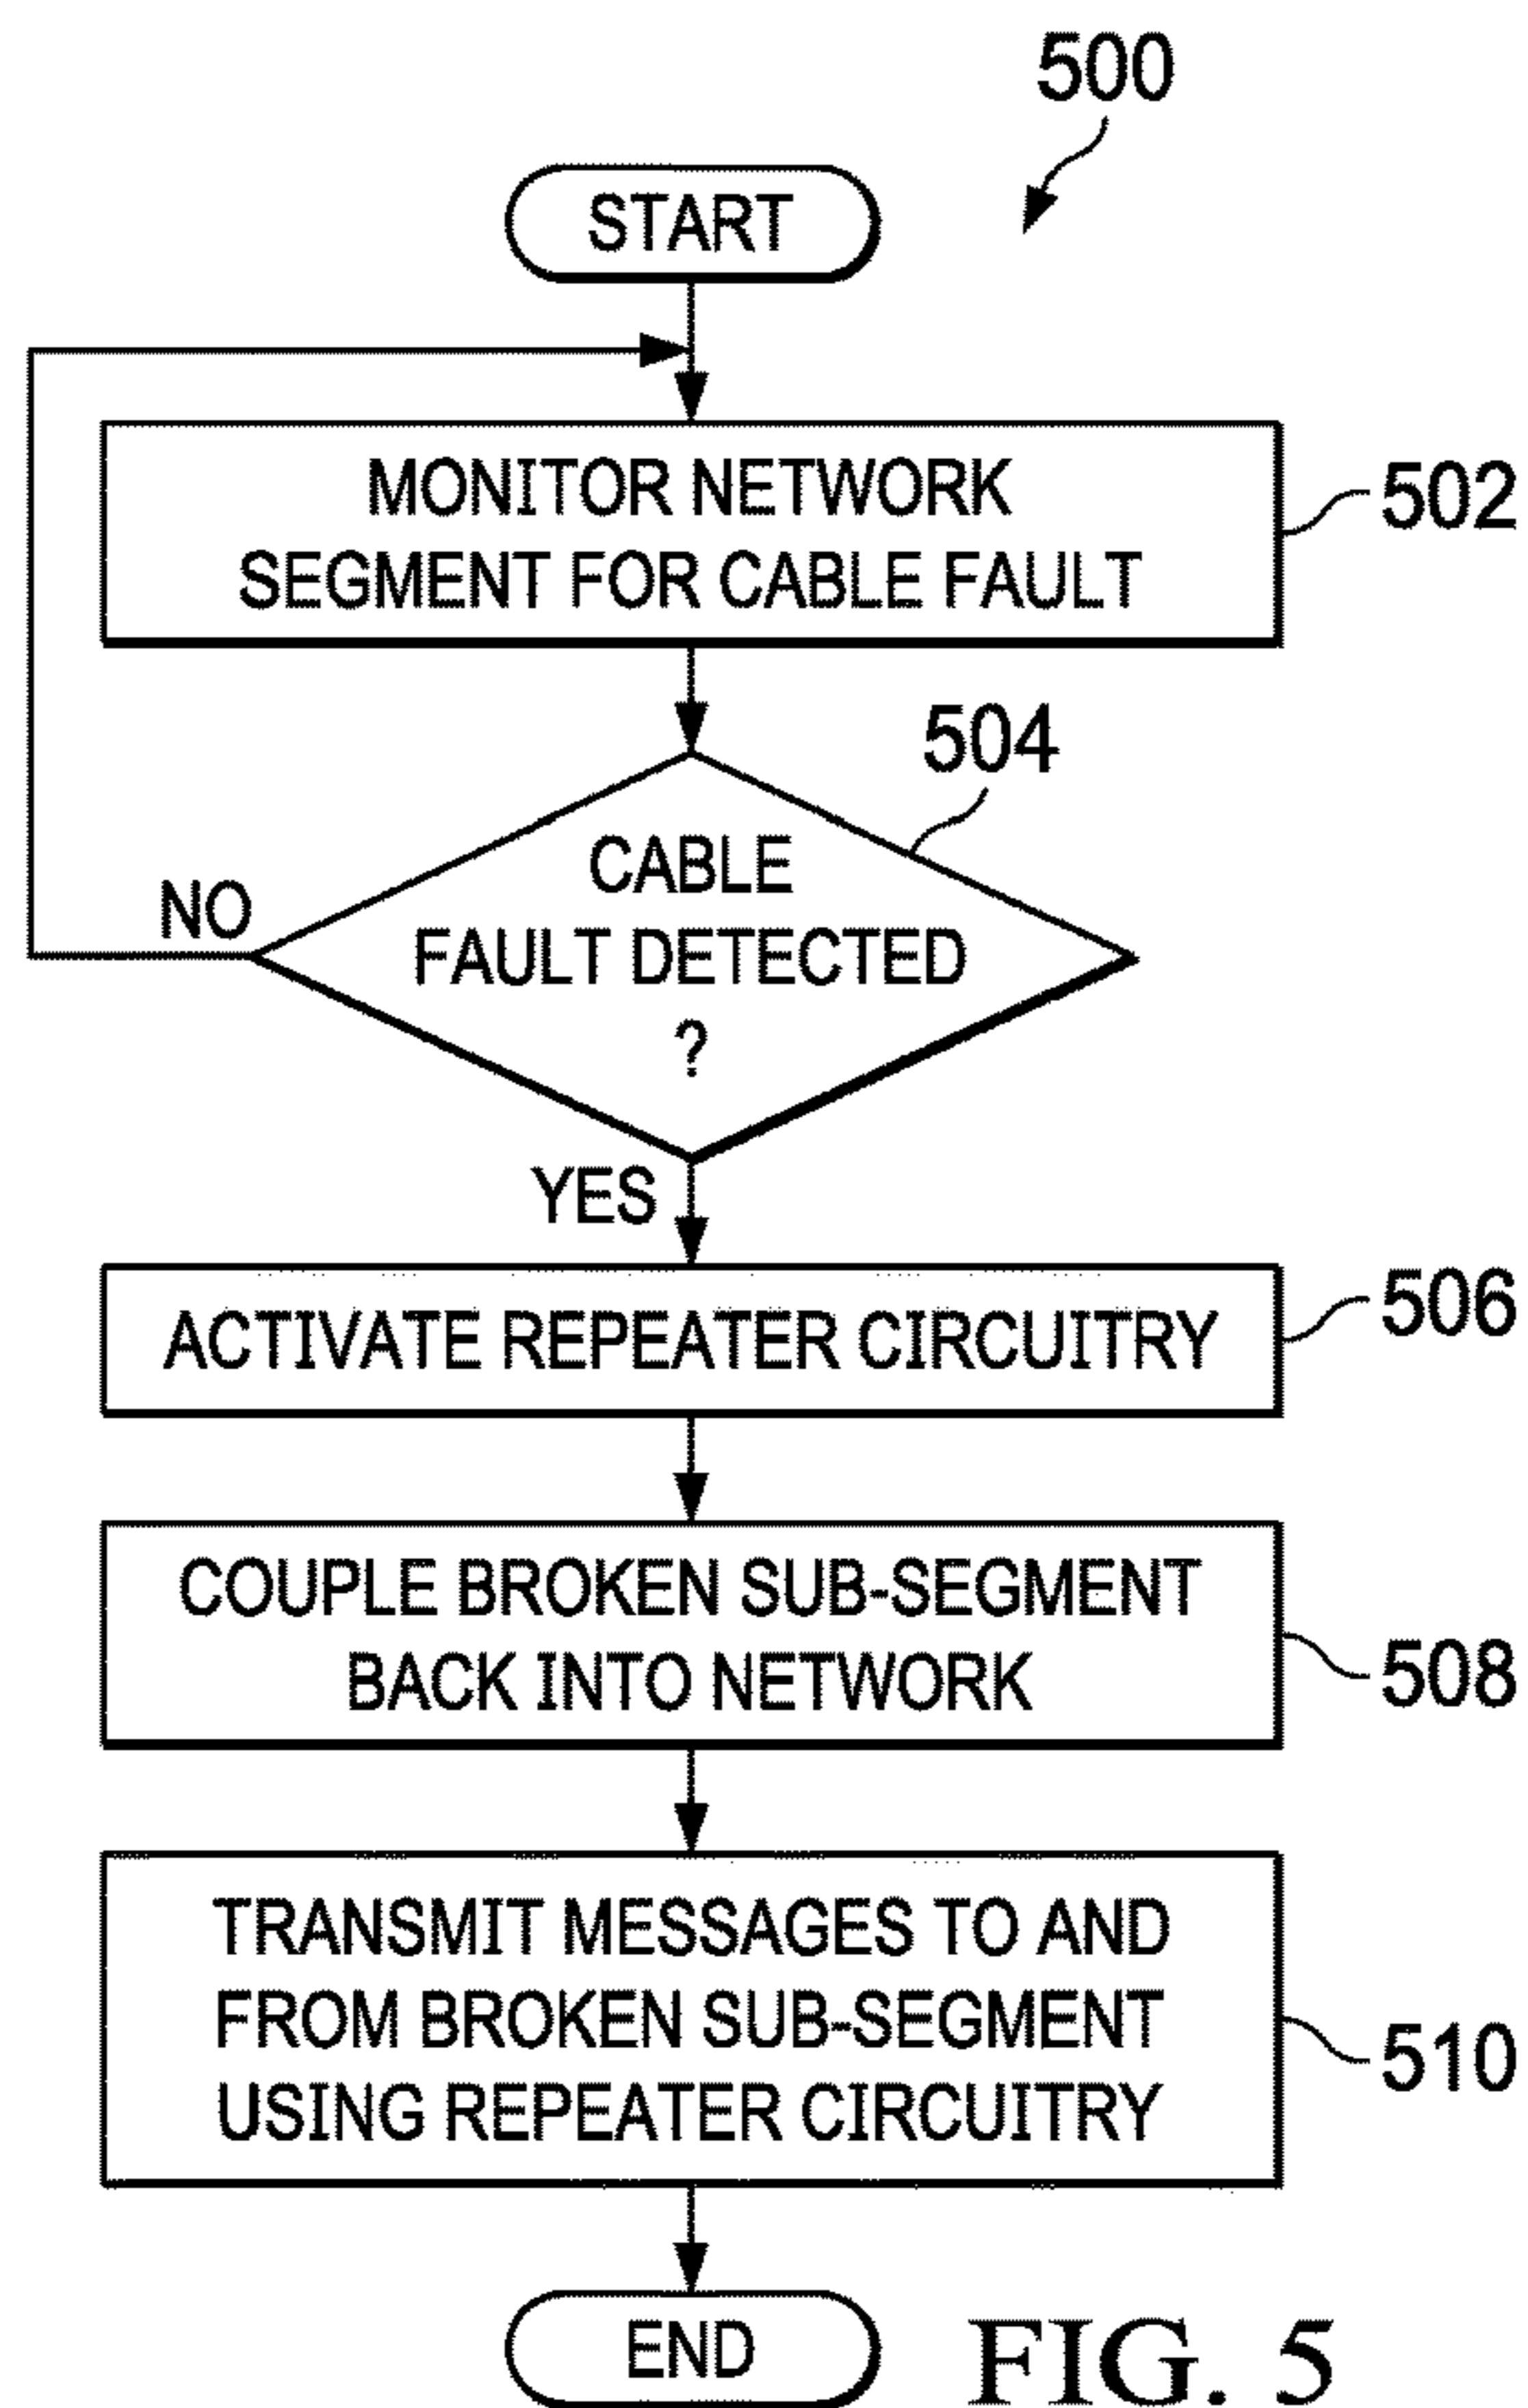 500
START
MONITOR NETWORK
SEGMENT FOR CABLE FAULT
502
504
CABLE
FAULT DETECTED
?
NO
YES
ACTIVATE REPEATER CIRCUITRY
506
COUPLE BROKEN SUB-SEGMENT
BACK INTO NETWORK
508
TRANSMIT MESSAGES TO AND
FROM BROKEN SUB-SEGMENT
USING REPEATER CIRCUITRY
510
END
FIG. 5